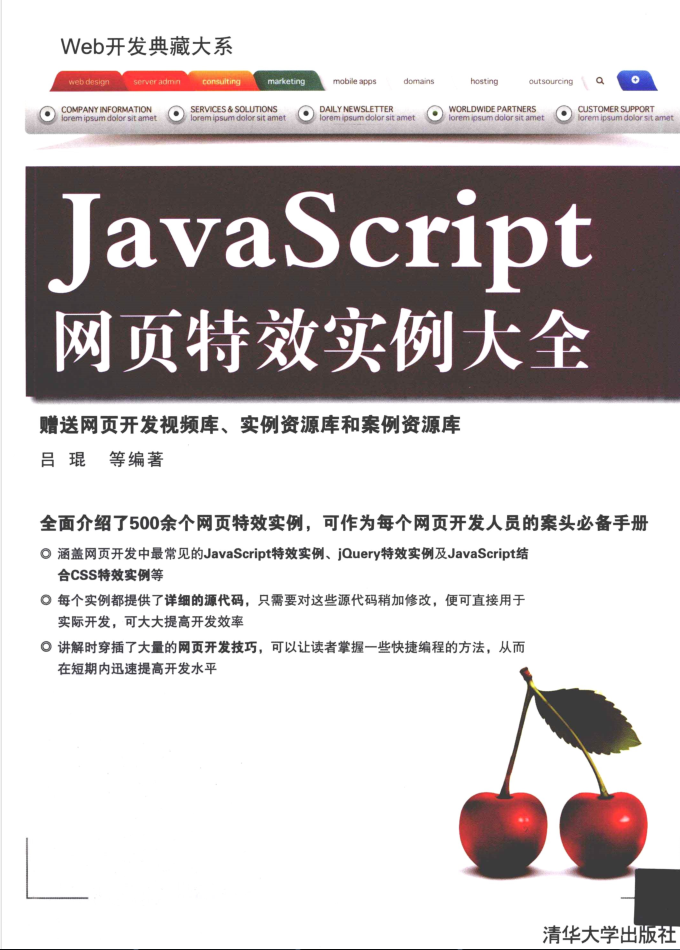 Web开发典藏大系
web design server admin consulting marketing mobile apps domains hosting outsourcing
COMPANY INFORMATION SERVICES & SOLUTIONS DAILY NEWSLETTER WORLDWIDE PARTNERS CUSTOMER SUPPORT
lorem ipsum dolor sit amet lorem ipsum dolor sit amet lorem ipsum dolor sit amet lorem ipsum dolor sit amet lorem ipsum dolor sit amet
JavaScript
网页特效实例大全
赠送网页开发视频库、实例资源库和案例资源库
吕 琨 等编著
全面介绍了500余个网页特效实例，可作为每个网页开发人员的案头必备手册
◎ 涵盖网页开发中最常见的JavaScript特效实例、jQuery特效实例及JavaScript结
合CSS特效实例等
◎ 每个实例都提供了详细的源代码，只需要对这些源代码稍加修改，便可直接用于
实际开发，可大大提高开发效率
◎ 讲解时穿插了大量的网页开发技巧，可以让读者掌握一些快捷编程的方法，从而
在短期内迅速提高开发水平
清华大学出版社